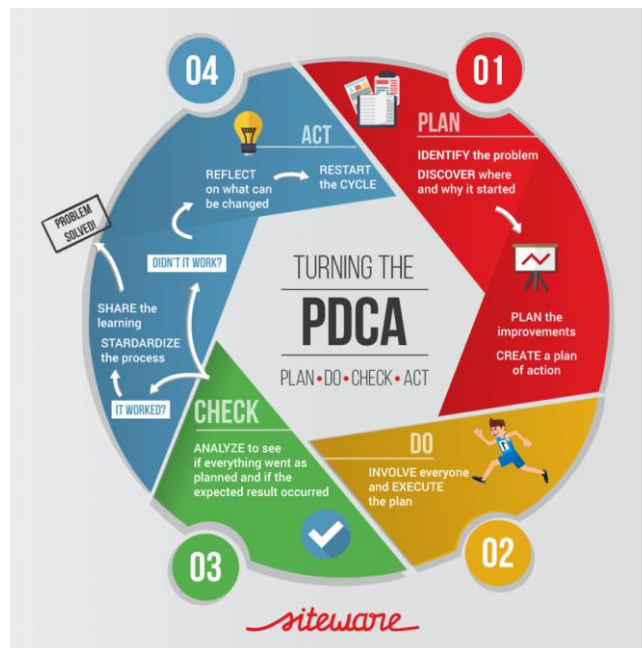 04
01
ACT
PLAN
REFLECT
on what can
be changed
RESTART
the CYCLE
IDENTIFY the problem
DISCOVER where
and why it started
PROBLEM
SOLVED!
DIDN'T IT WORK?
TURNING THE
PDCA
PLAN•DO•CHECK•ACT
SHARE the
learning
STARDARDIZE
the process
IT WORKED?
PLAN the
improvements
CREATE a plan
of action
CHECK
ANALYZE to see
if everything went as
planned and if the
expected result occurred
DO
INVOLVE everyone
and EXECUTE
the plan
03
02
siteware